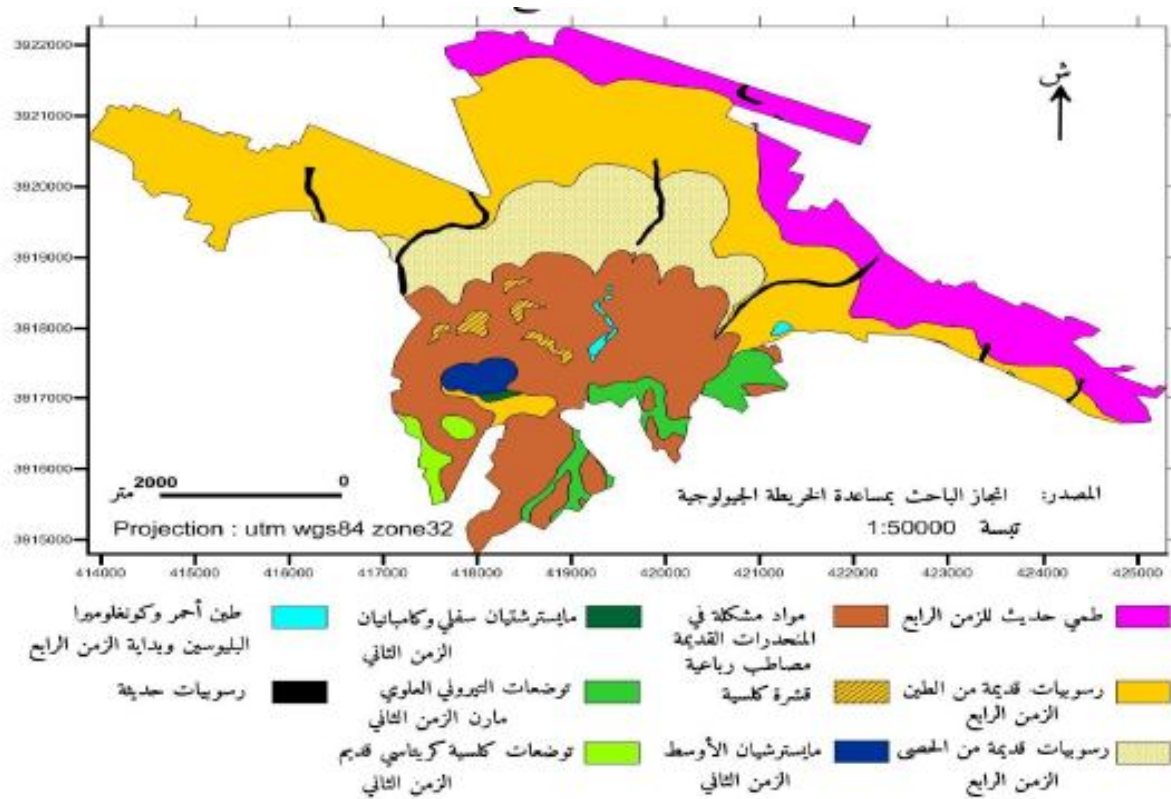 3922000
3921000
3920000
3919000
3918000
3917000
3916000
3915000
ش
2000 0
متر
Projection : utm wgs84 zone32
المصدر: انجاز الباحث بمساعدة الخريطة الجيولوجية
تبسة 1:50000
414000 415000 416000 417000 418000 419000 420000 421000 422000 423000 424000 425000
طمي حديث للزمن الرابع
رسوبيات قديمة من الطين
الزمن الرابع
رسوبيات قديمة من الحصى
الزمن الرابع
مواد مشكلة في
المنحدرات القديمة
مصاطب رباعية
قشرة كلسية
مايسترشيان الأوسط
الزمن الثاني
مايسترشتيان سفلي وكامبانيان
الزمن الثاني
توضعات التيروني العلوي
مارن الزمن الثاني
توضعات كلسية كريتاسي قديم
الزمن الثاني
طين أحمر وكونغلوميرا
البليوسين وبداية الزمن الرابع
رسوبيات حديثة